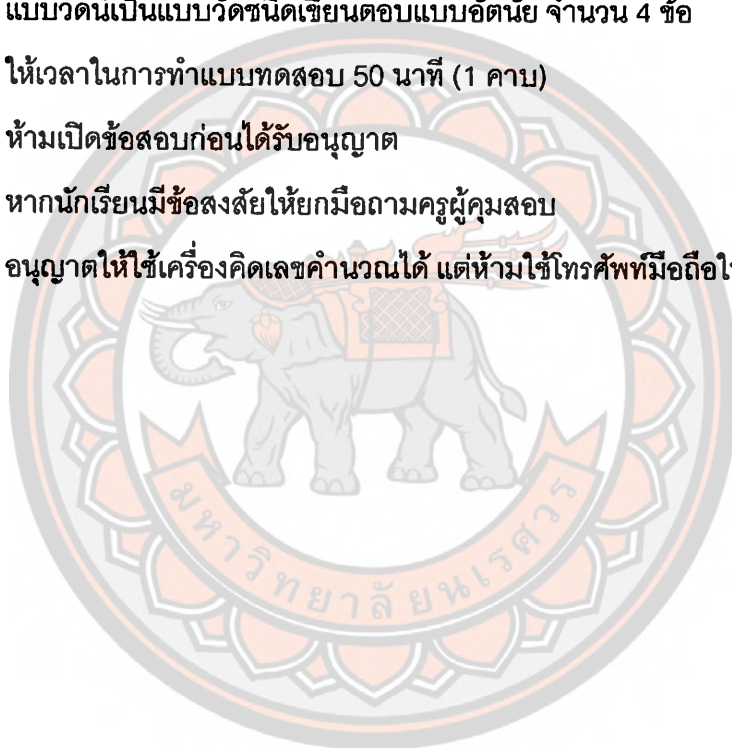 แบบวัดนี้เป็นแบบวัดชนิดเขียนตอบแบบอัตนัย จำนวน 4 ข้อ
ให้เวลาในการทำแบบทดสอบ 50 นาที (1 คาบ)
ห้ามเปิดข้อสอบก่อนได้รับอนุญาต
หากนักเรียนมีข้อสงสัยให้ยกมือถามครูผู้คุมสอบ
อนุญาตให้ใช้เครื่องคิดเลขคำนวณได้ แต่ห้ามใช้โทรศัพท์มือถือใ
มหาวิทยาลัยนเรศวร